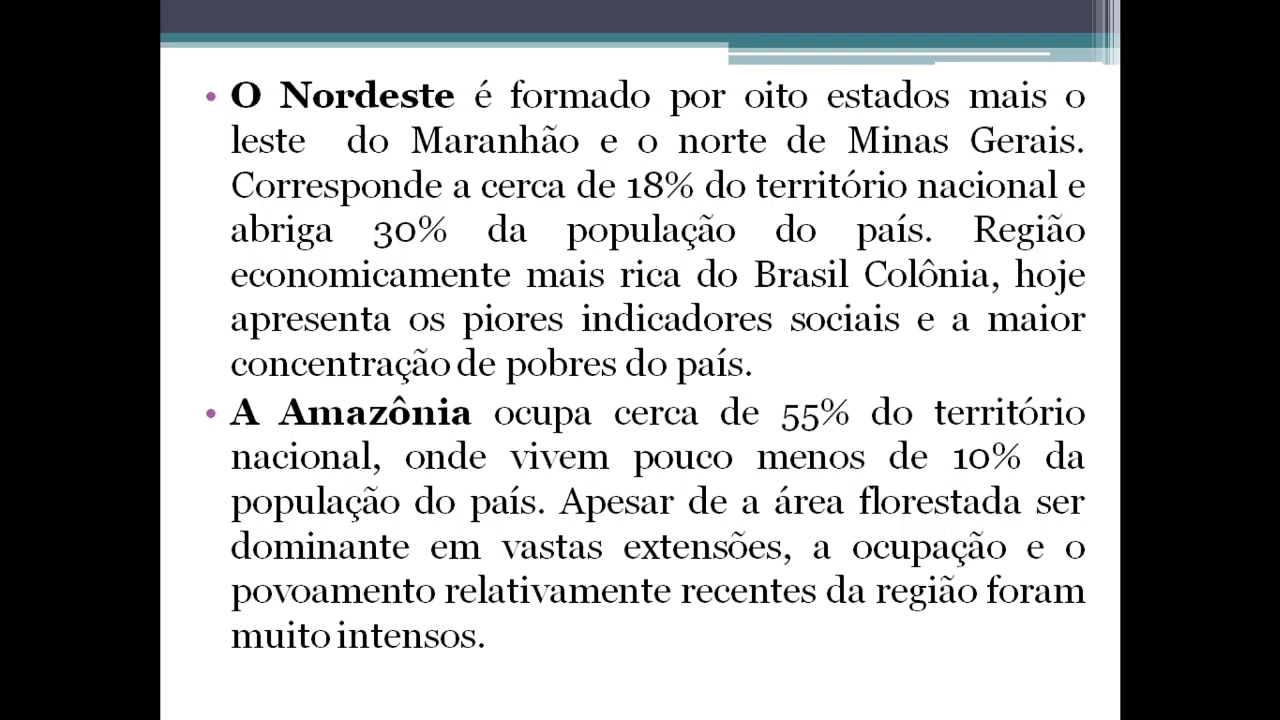 • O Nordeste é formado por oito estados mais o
leste do Maranhão e o norte de Minas Gerais.
Corresponde a cerca de 18% do território nacional e
abriga 30% da população do país. Região
economicamente mais rica do Brasil Colônia, hoje
apresenta os piores indicadores sociais e a maior
concentração de pobres do país.
• A Amazônia ocupa cerca de 55% do território
nacional, onde vivem pouco menos de 10% da
população do país. Apesar de a área florestada ser
dominante em vastas extensões, a ocupação e o
povoamento relativamente recentes da região foram
muito intensos.